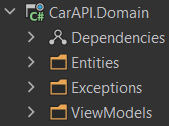 CarAPI.Domain
Dependencies
Entities
Exceptions
ViewModels